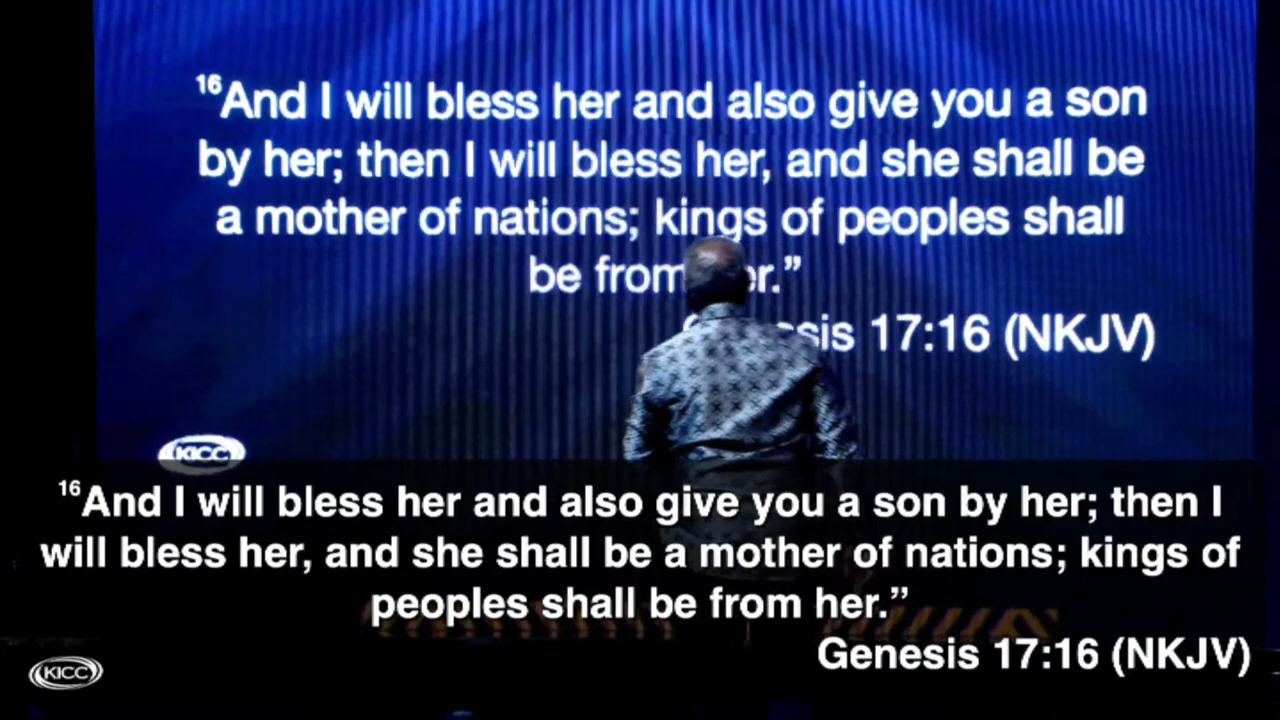 16And I will bless her and also give you a son
by her; then I will bless her, and she shall be
a mother of nations; kings of peoples shall
be from her.”
Genesis 17:16 (NKJV)
KICC
16And I will bless her and also give you a son by her; then I
will bless her, and she shall be a mother of nations; kings of
peoples shall be from her.”
Genesis 17:16 (NKJV)
KICC